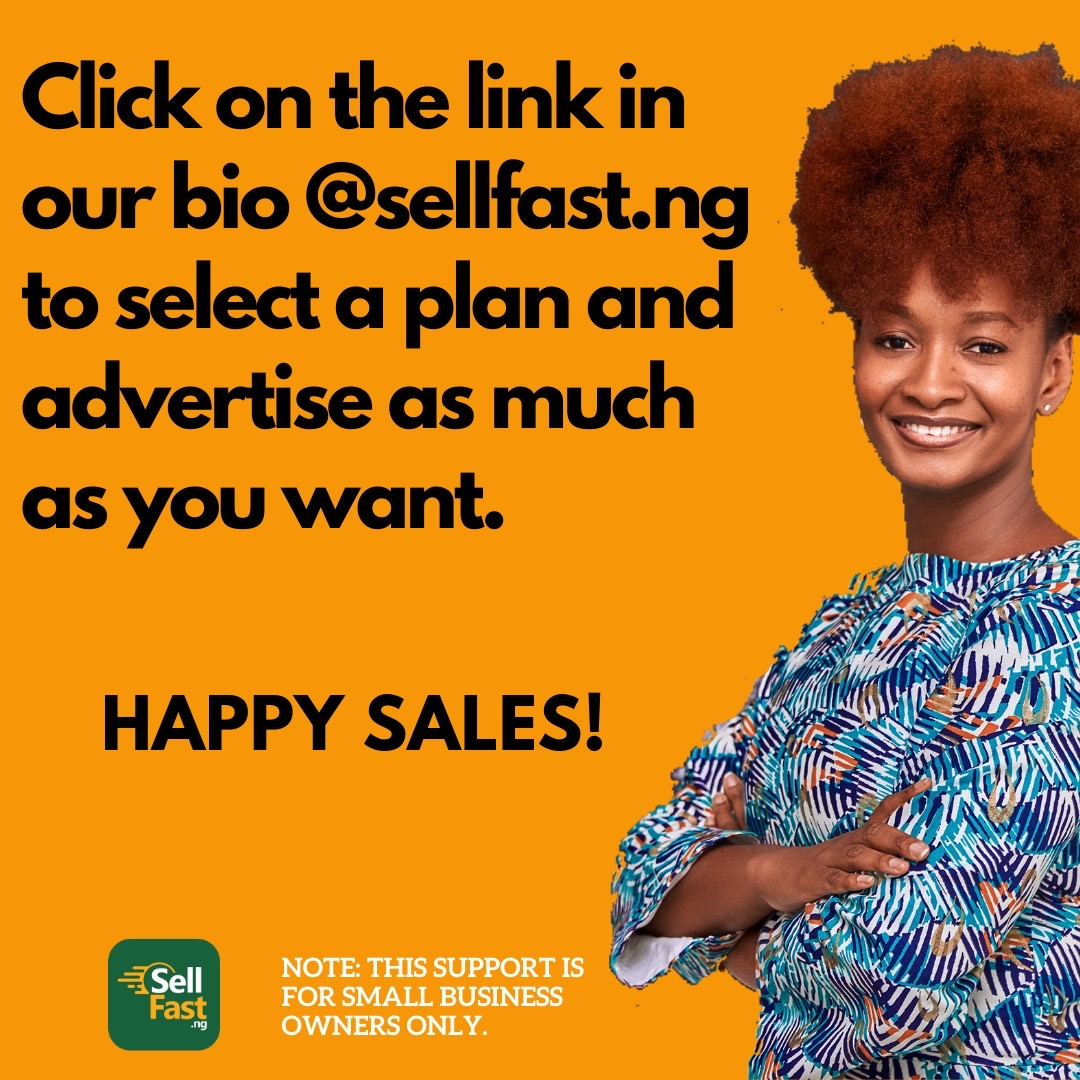 Click on the link in
our bio @sellfast.ng
to select a plan and
advertise as much
as you want.
HAPPY SALES!
Sell
Fast
.ng
NOTE: THIS SUPPORT IS
FOR SMALL BUSINESS
OWNERS ONLY.